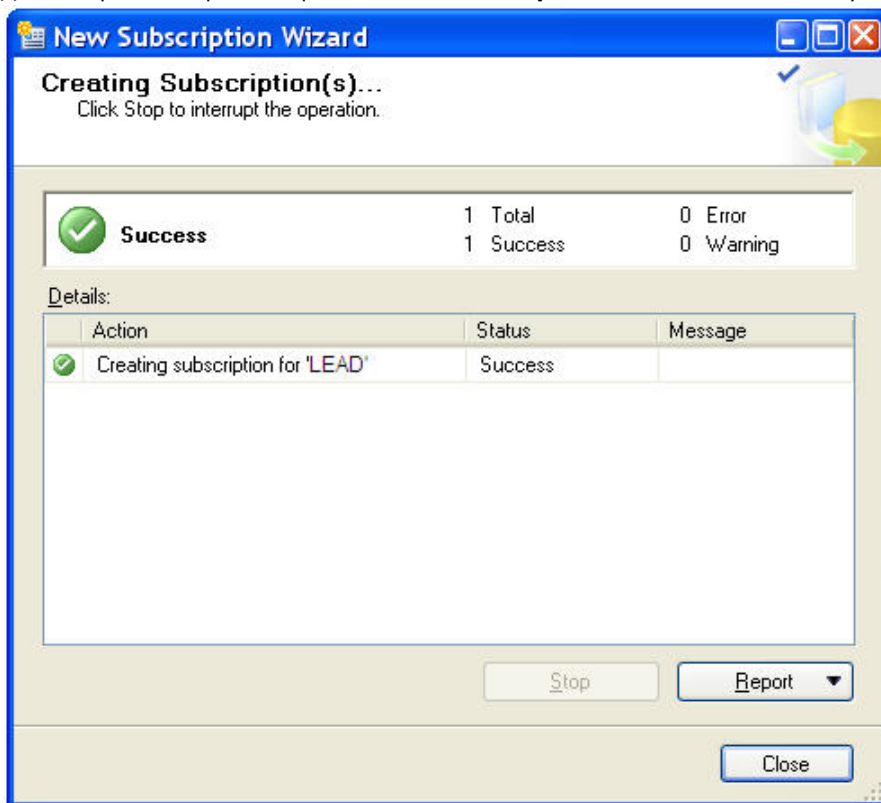 New Subscription Wizard
Creating Subscription(s)...
Click Stop to interrupt the operation.
Success 1 Total 0 Error
1 Success 0 Warning
Details:
Action Status Message
Creating subscription for 'LEAD' Success
Stop Report
Close